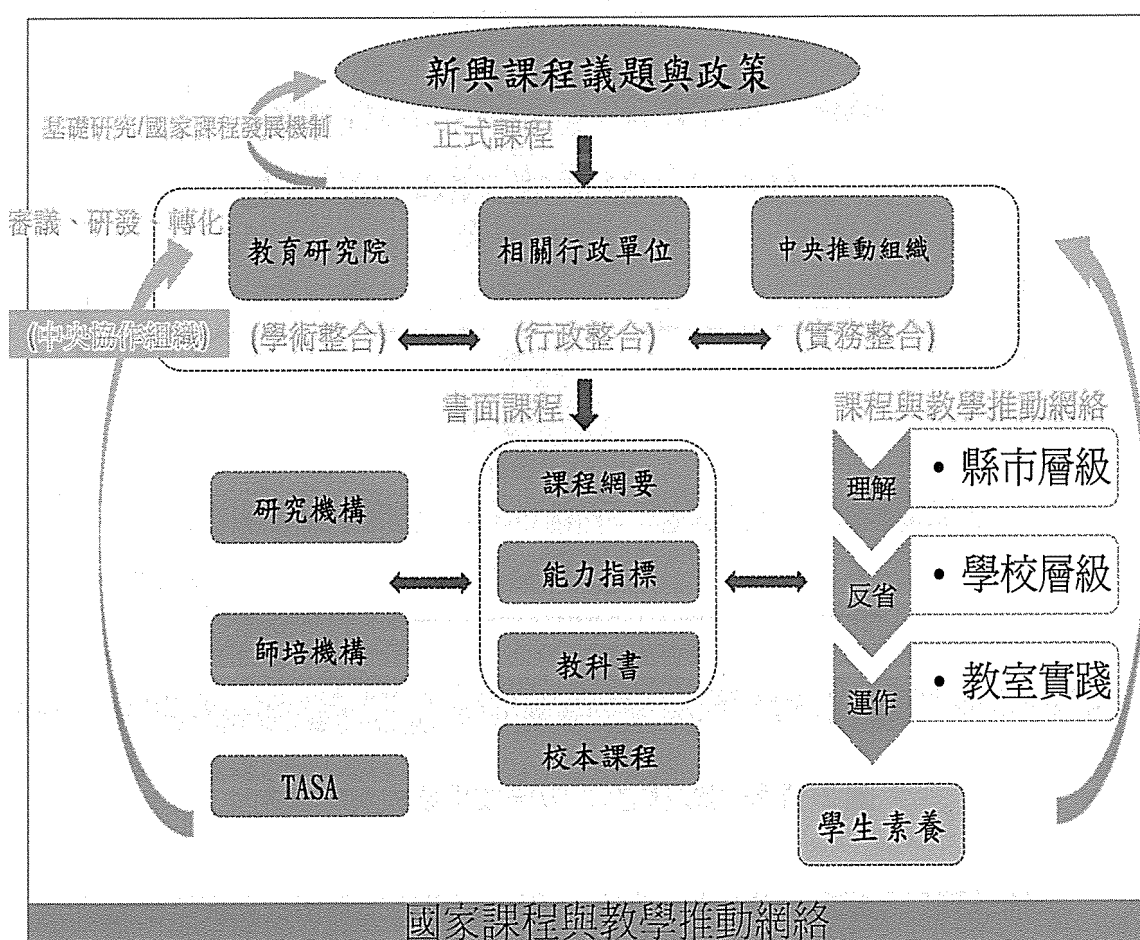 新興課程議題與政策
基礎研究/國家課程發展機制
正式課程
審議、研發、轉化
教育研究院
相關行政單位
中央推動組織
(中央協作組織)
(學術整合)
(行政整合)
(實務整合)
書面課程
課程與教學推動網絡
研究機構
師培機構
TASA
課程綱要
能力指標
教科書
校本課程
理解
• 縣市層級
反省
• 學校層級
運作
• 教室實踐
學生素養
國家課程與教學推動網絡